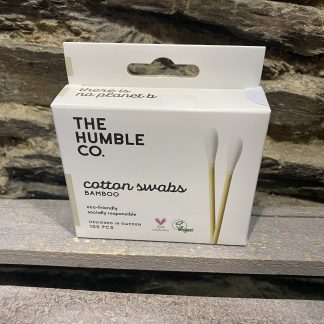 there is
no planet b
THE
HUMBLE
CO.
cotton swabs
BAMBOO
eco-friendly
socially responsible
DESIGNED IN SWEDEN
100 PCS
Vegan